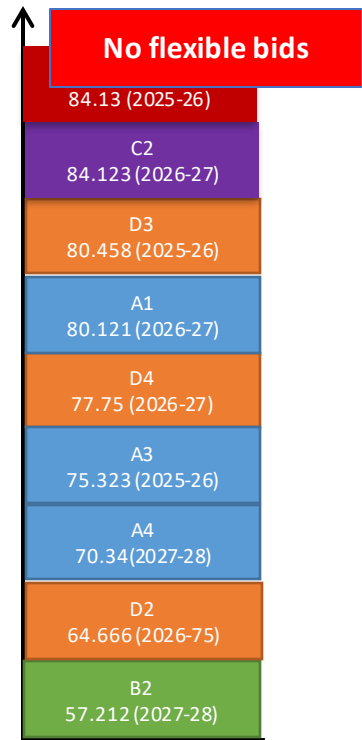 No flexible bids
84.13 (2025-26)
C2
84.123 (2026-27)
D3
80.458 (2025-26)
A1
80.121 (2026-27)
D4
77.75 (2026-27)
A3
75.323 (2025-26)
A4
70.34(2027-28)
D2
64.666 (2026-75)
B2
57.212 (2027-28)